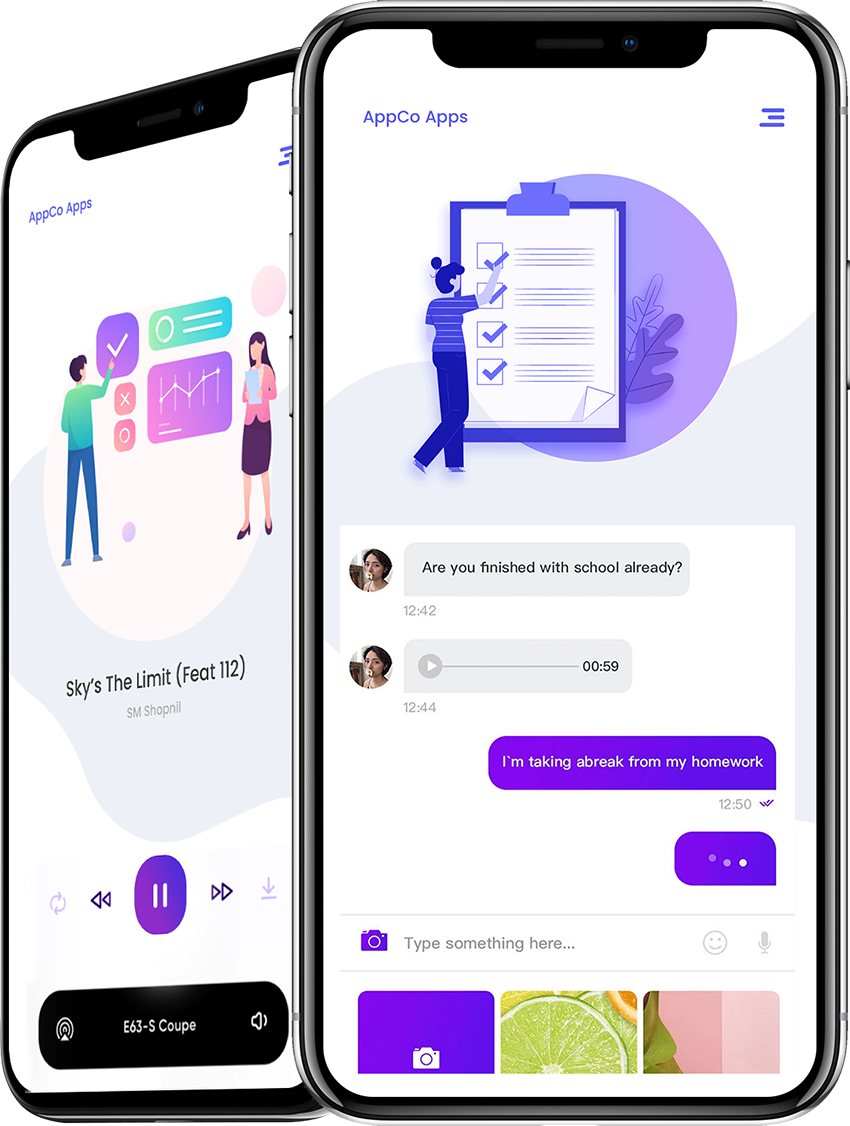 AppCo Apps
Sky's The Limit (Feat 112)
SM Shopnil
E63-S Coupe
AppCo Apps
Are you finished with school already?
12:42
00:59
12:44
I`m taking abreak from my homework
12:50
Type something here...